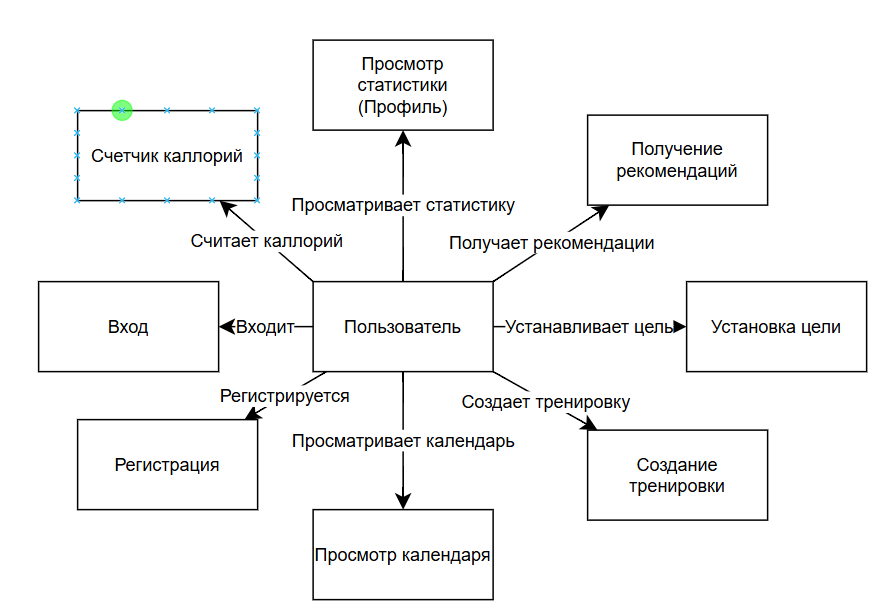 Просмотр
статистики
(Профиль)
Счетчик каллорий
Получение
рекомендаций
Просматривает статистику
Считает каллорий
Получает рекомендации
Вход
Входит
Пользователь
Устанавливает цель
Установка цели
Регистрируется
Создает тренировку
Просматривает календарь
Регистрация
Создание
тренировки
Просмотр календаря